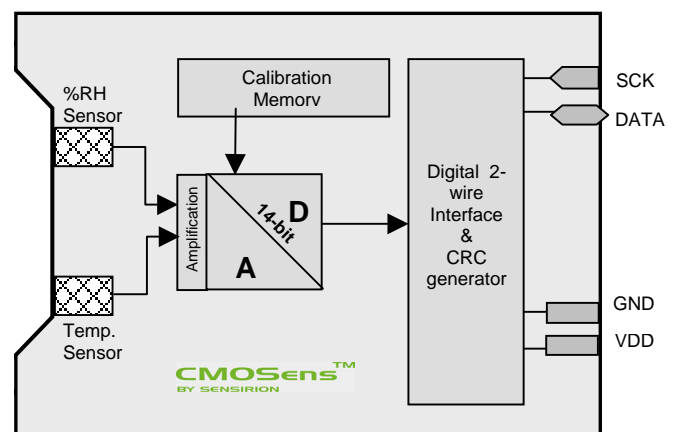 %RH
Sensor
Calibration
Memory
SCK
DATA
Digital 2-
wire
Interface
&
CRC
generator
Amplification
14-bit
D
A
GND
VDD
Temp.
Sensor
CMOSens™
BY SENSIRION